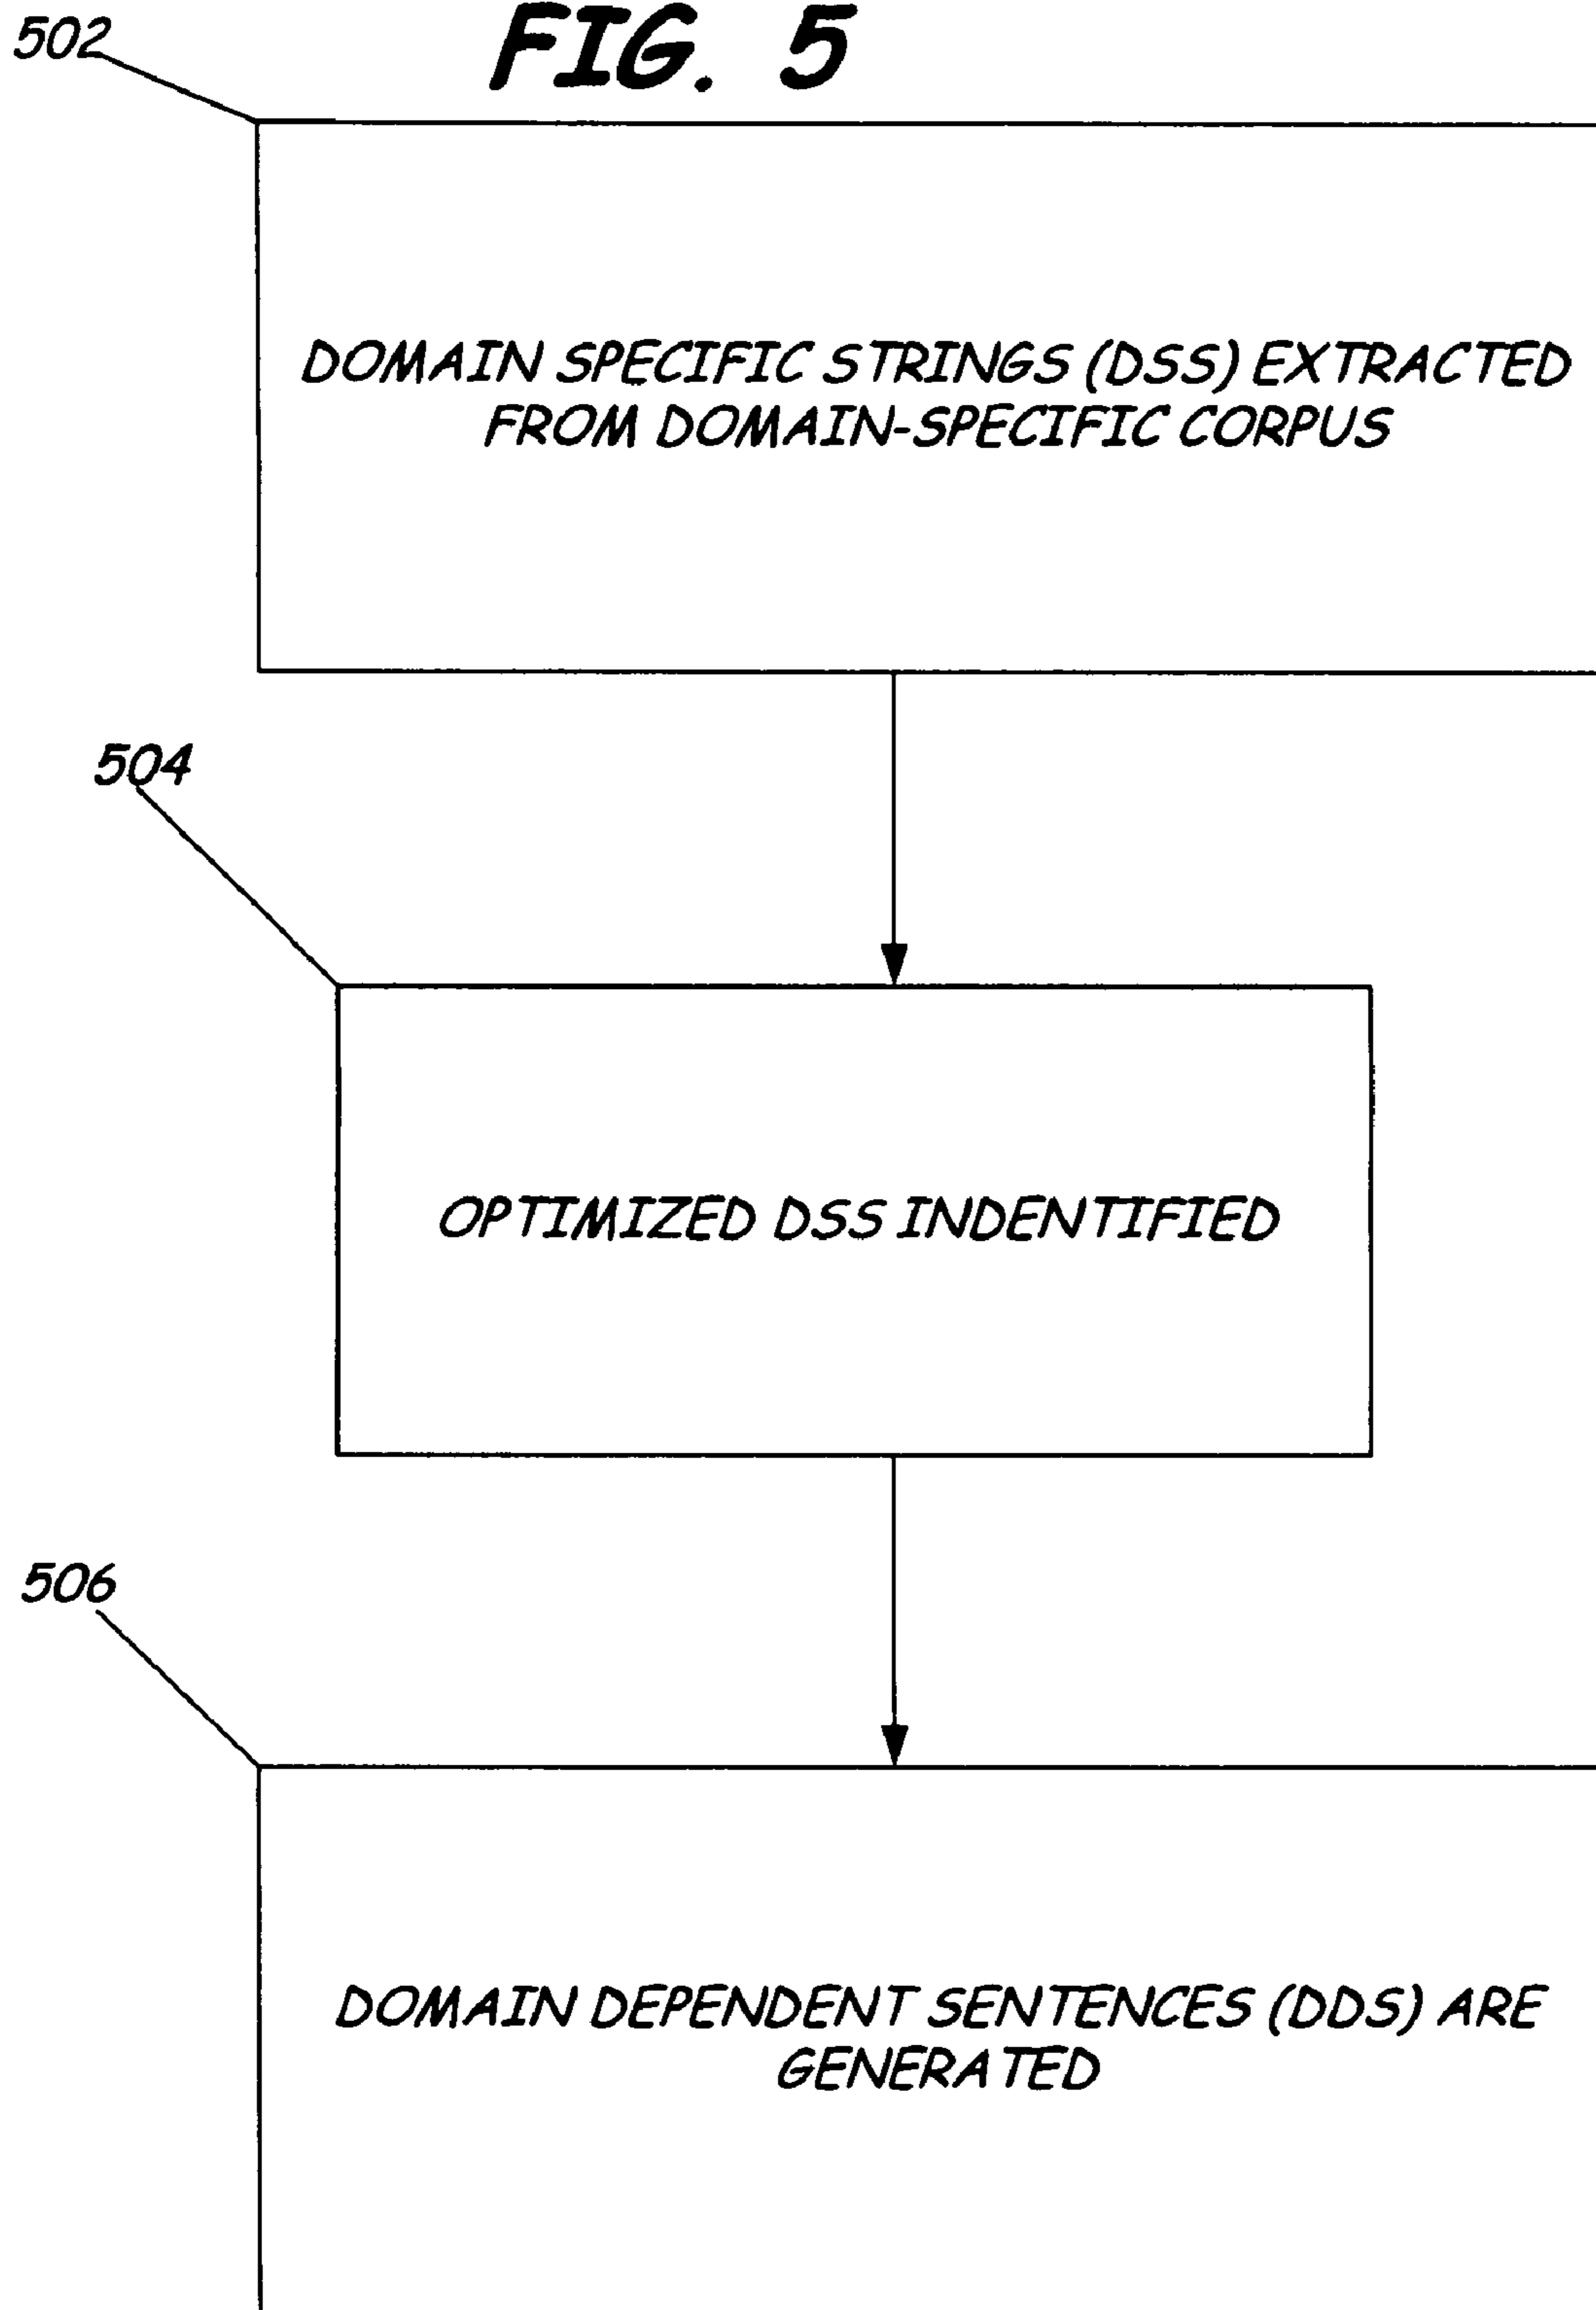 502
FIG. 5
DOMAIN SPECIFIC STRINGS (DSS) EXTRACTED
FROM DOMAIN-SPECIFIC CORPUS
504
OPTIMIZED DSS INDENTIFIED
506
DOMAIN DEPENDENT SENTENCES (DDS) ARE
GENERATED